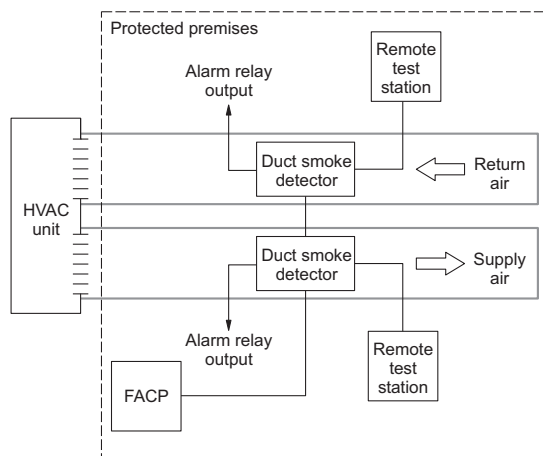 Protected premises
Alarm relay
output
Remote
test
station
Duct smoke
detector
Return
air
HVAC
unit
Duct smoke
detector
Supply
air
Alarm relay
output
Remote
test
station
FACP